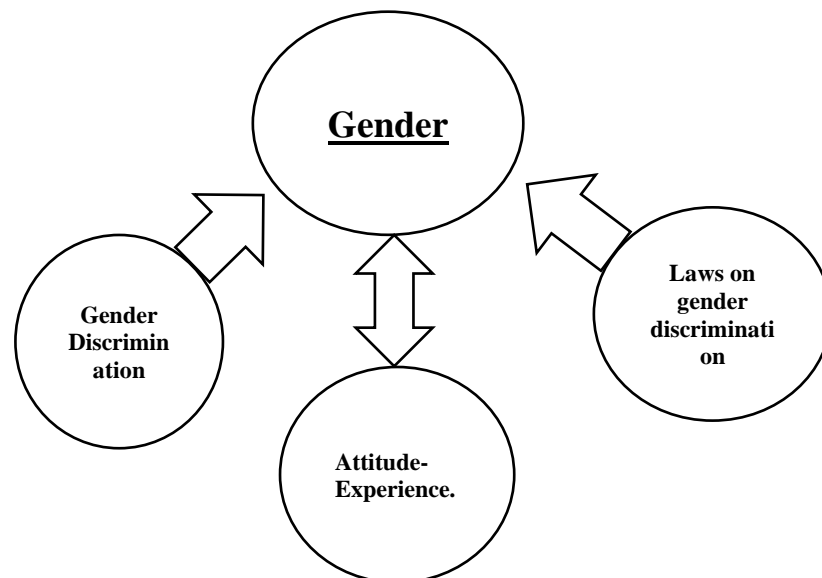 Gender
Gender
Discrimin
ation
Laws on
gender
discriminati
on
Attitude-
Experience.